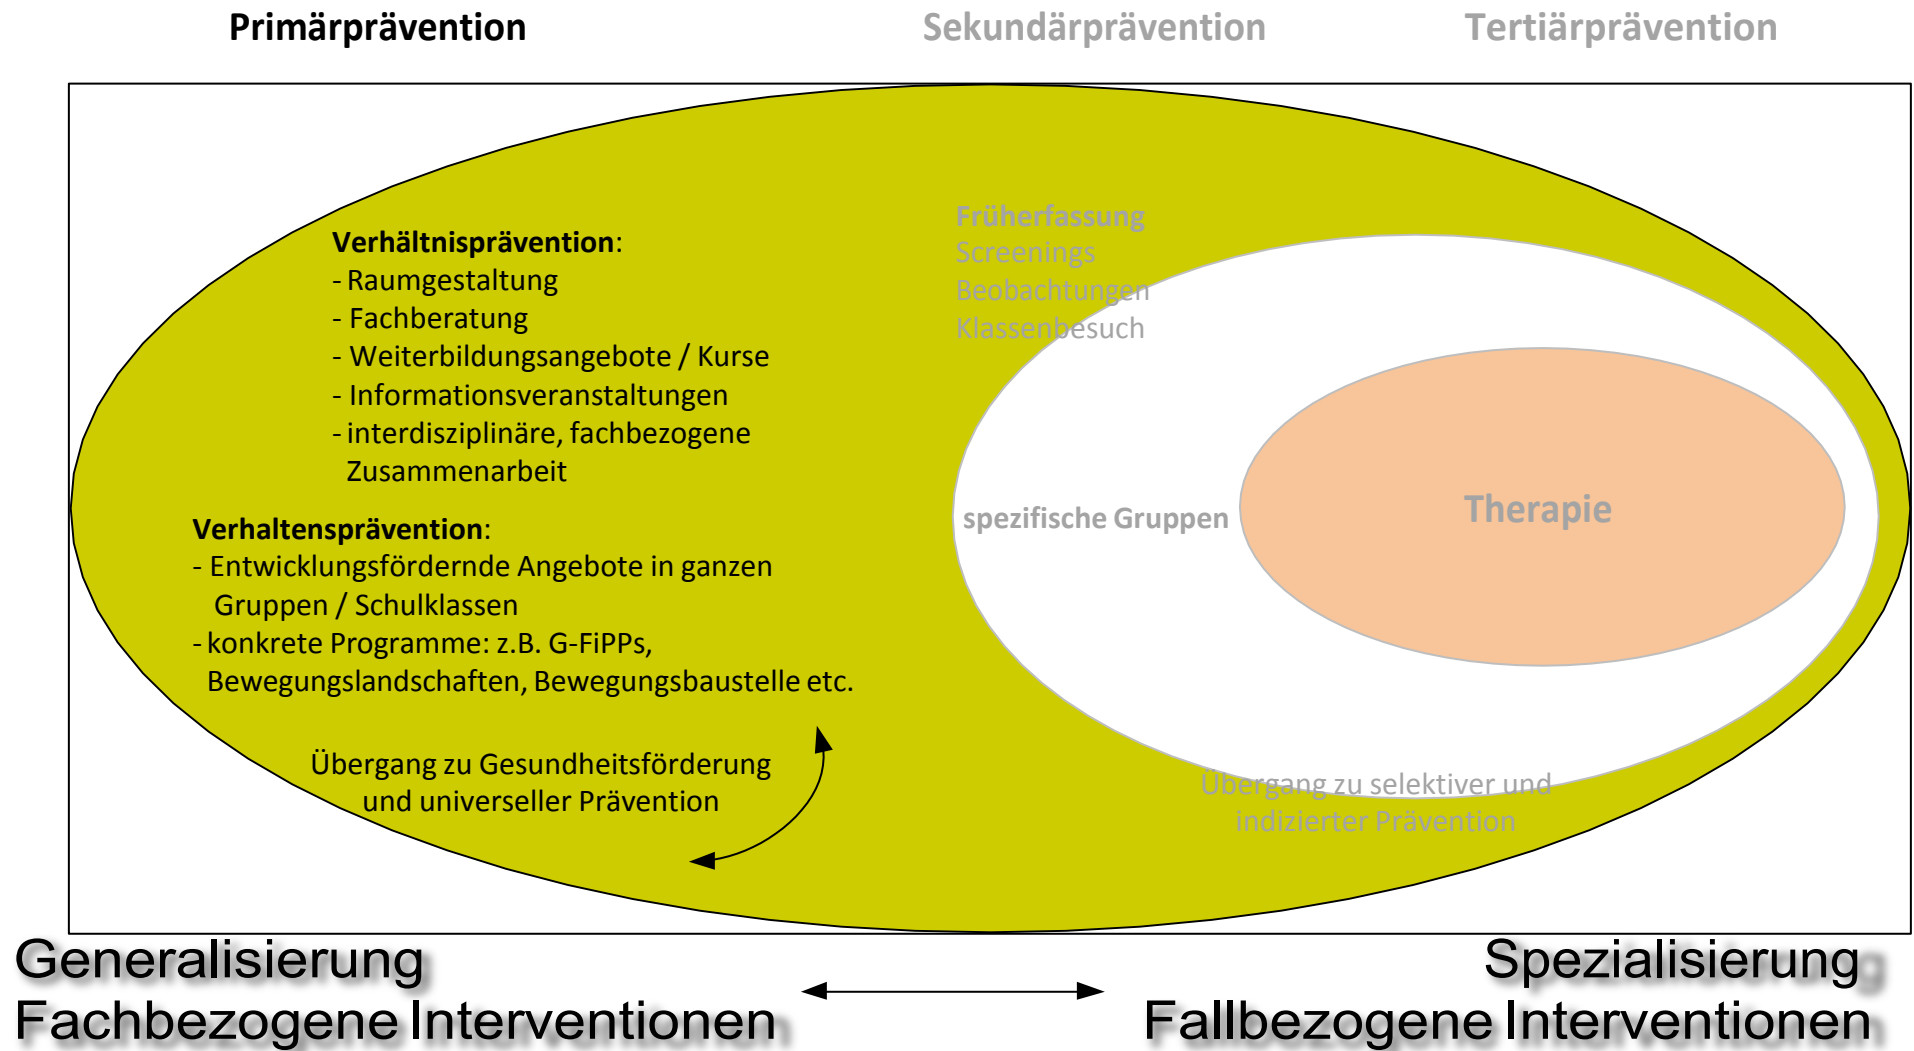 Primärprävention
Sekundärprävention
Tertiärprävention
Verhältnisprävention:
- Raumgestaltung
- Fachberatung
- Weiterbildungsangebote / Kurse
- Informationsveranstaltungen
- interdisziplinäre, fachbezogene
Zusammenarbeit
Verhaltensprävention:
- Entwicklungsfördernde Angebote in ganzen
Gruppen / Schulklassen
- konkrete Programme: z.B. G-FiPPs,
Bewegungslandschaften, Bewegungsbaustelle etc.
Übergang zu Gesundheitsförderung
und universeller Prävention
Früherfassung
Screenings
Beobachtungen
Klassenbesuch
spezifische Gruppen
Therapie
Übergang zu selektiver und
indizierter Prävention
Generalisierung
Fachbezogene Interventionen
Spezialisierung
Fallbezogene Interventionen